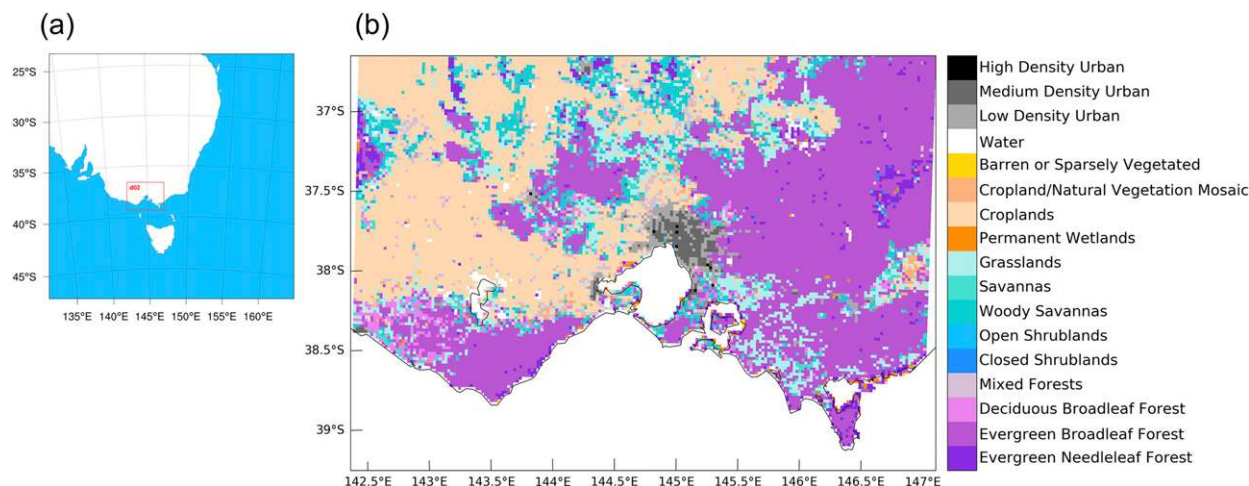 (a)
(b)
25°S
30°S
35°S
40°S
45°S
d02
135°E 140°E 145°E 150°E 155°E 160°E
37°S
37.5°S
38°S
38.5°S
39°S
142.5°E 143°E 143.5°E 144°E 144.5°E 145°E 145.5°E 146°E 146.5°E 147°E
High Density Urban
Medium Density Urban
Low Density Urban
Water
Barren or Sparsely Vegetated
Cropland/Natural Vegetation Mosaic
Croplands
Permanent Wetlands
Grasslands
Savannas
Woody Savannas
Open Shrublands
Closed Shrublands
Mixed Forests
Deciduous Broadleaf Forest
Evergreen Broadleaf Forest
Evergreen Needleleaf Forest